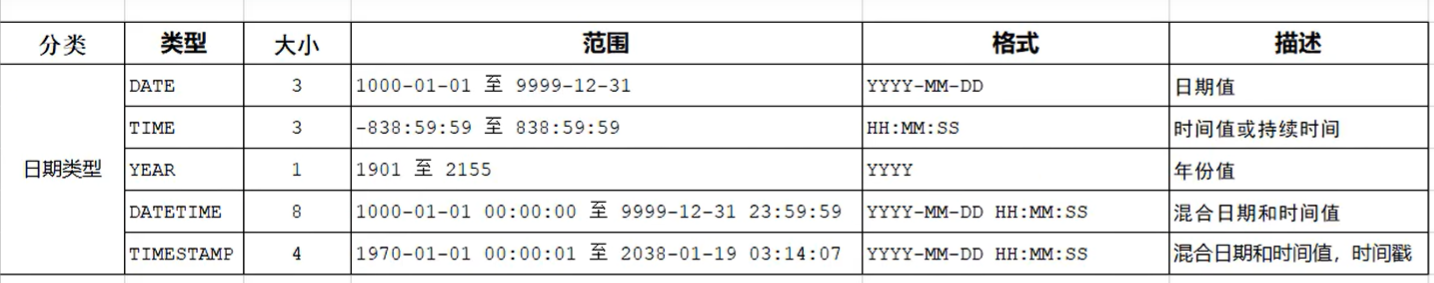 分类 类型 大小 范围 格式 描述
DATE 3 1000-01-01 至 9999-12-31 YYYY-MM-DD 日期值
TIME 3 -838:59:59 至 838:59:59 HH:MM:SS 时间值或持续时间
日期类型 YEAR 1 1901 至 2155 YYYY 年份值
DATETIME 8 1000-01-01 00:00:00 至 9999-12-31 23:59:59 YYYY-MM-DD HH:MM:SS 混合日期和时间值
TIMESTAMP 4 1970-01-01 00:00:01 至 2038-01-19 03:14:07 YYYY-MM-DD HH:MM:SS 混合日期和时间值，时间戳